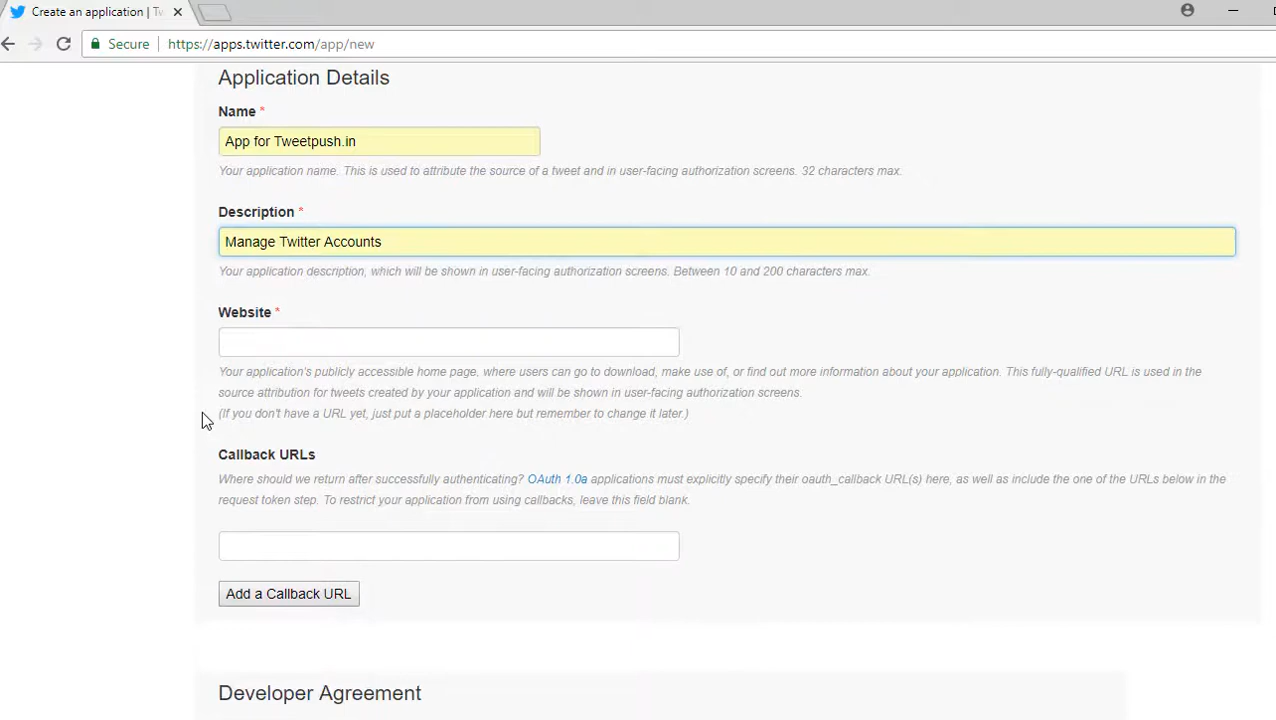 Create an application | Tw
Secure https://apps.twitter.com/app/new
Application Details
Name *
App for Tweetpush.in
Your application name. This is used to attribute the source of a tweet and in user-facing authorization screens. 32 characters max.
Description *
Manage Twitter Accounts
Your application description, which will be shown in user-facing authorization screens. Between 10 and 200 characters max.
Website *
Your application's publicly accessible home page, where users can go to download, make use of, or find out more information about your application. This fully-qualified URL is used in the
source attribution for tweets created by your application and will be shown in user-facing authorization screens.
(If you don't have a URL yet, just put a placeholder here but remember to change it later.)
Callback URLs
Where should we return after successfully authenticating? OAuth 1.0a applications must explicitly specify their oauth_callback URL(s) here, as well as include the one of the URLs below in the
request token step. To restrict your application from using callbacks, leave this field blank.
Add a Callback URL
Developer Agreement